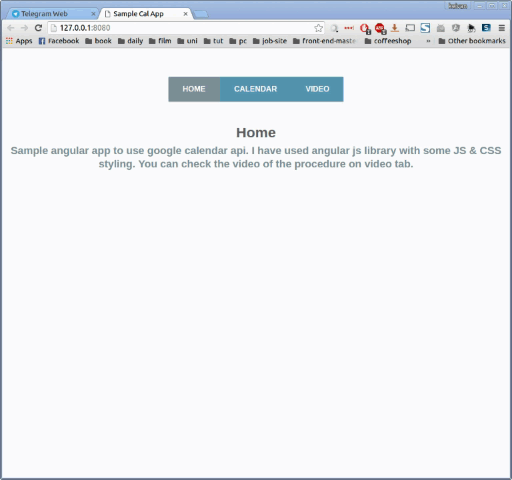 keivan
Telegram Web
Sample Cal App
127.0.0.1:8080
Apps Facebook book daily film uni tut pc job-site front-end-maste coffeeshop » Other bookmarks
HOME CALENDAR VIDEO
Home
Sample angular app to use google calendar api. I have used angular js library with some JS & CSS
styling. You can check the video of the procedure on video tab.